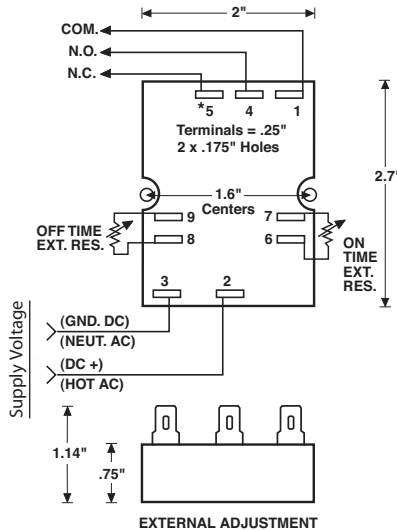 2"
COM.
N.O.
N.C.
*5
4
1
Terminals = .25"
2 x .175" Holes
2.7"
1.6"
Centers
9
8
7
6
OFF TIME
EXT. RES.
ON
TIME
EXT.
RES.
3
2
Supply Voltage
(GND. DC)
(NEUT. AC)
(DC +)
(HOT AC)
1.14"
.75"
EXTERNAL ADJUSTMENT